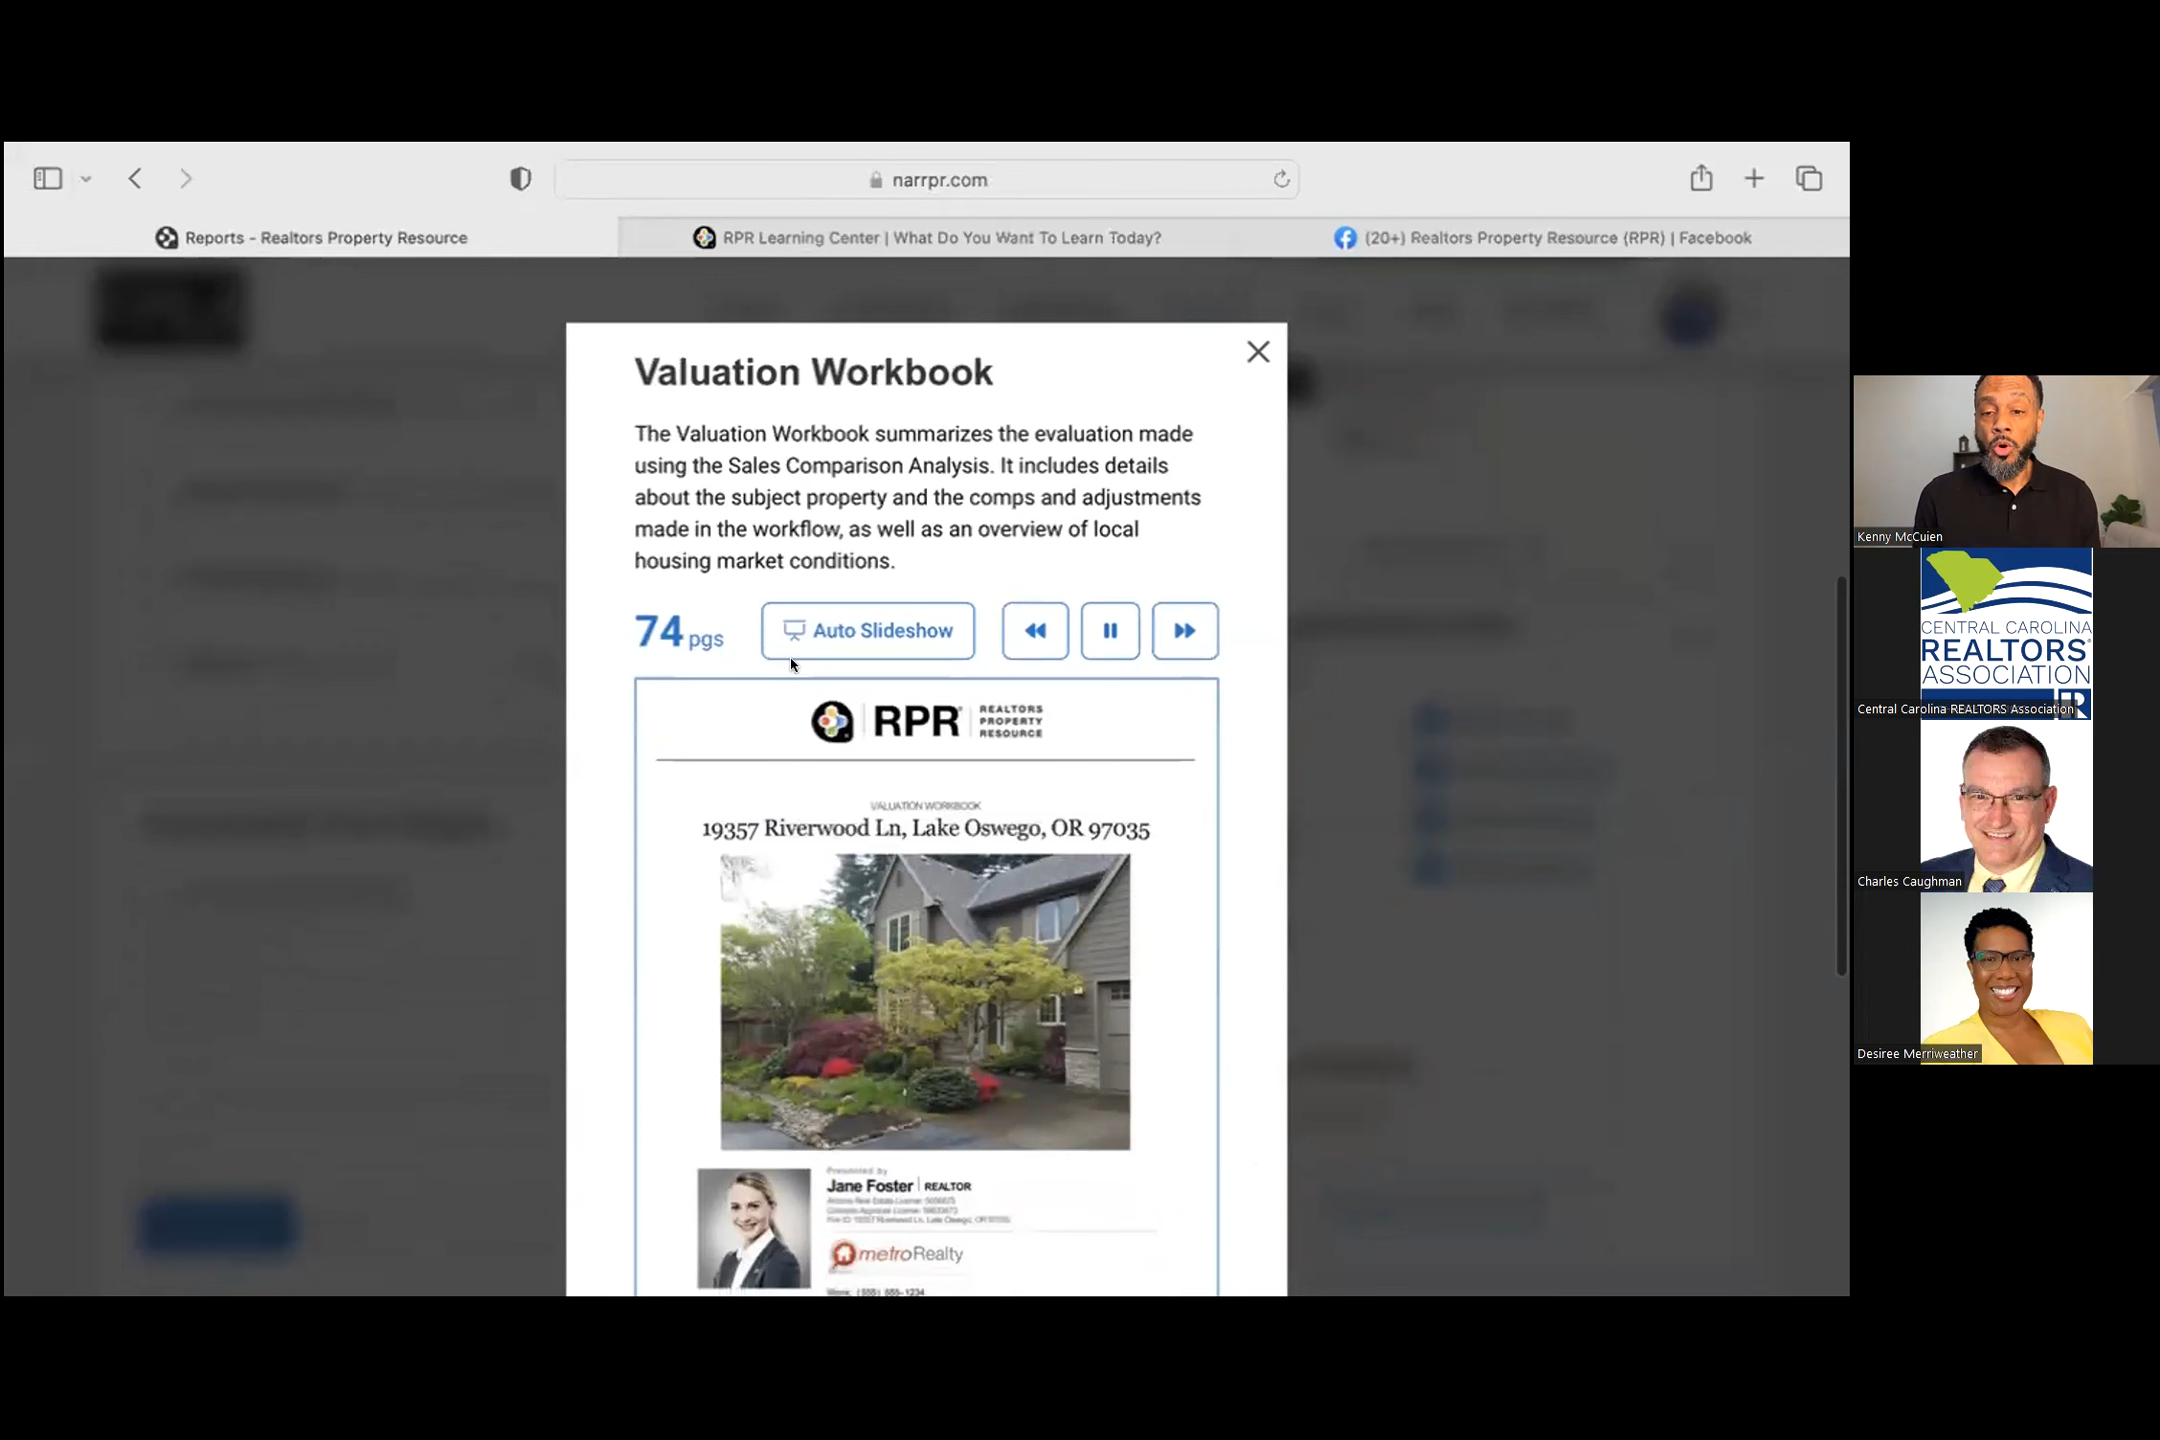 narrpr.com
Reports - Realtors Property Resource
RPR Learning Center | What Do You Want To Learn Today?
(20+) Realtors Property Resource (RPR) | Facebook
Valuation Workbook
The Valuation Workbook summarizes the evaluation made
using the Sales Comparison Analysis. It includes details
about the subject property and the comps and adjustments
made in the workflow, as well as an overview of local
housing market conditions.
74 pgs
Auto Slideshow
RPR
REALTORS
PROPERTY
RESOURCE
VALUATION WORKBOOK
19357 Riverwood Ln, Lake Oswego, OR 97035
Presented by
Jane Foster | REALTOR
metroRealty
Work: (555) 555-1234
Kenny McCuien
CENTRAL CAROLINA
REALTORS®
ASSOCIATION
Central Carolina REALTORS Association
Charles Caughman
Desiree Merriweather